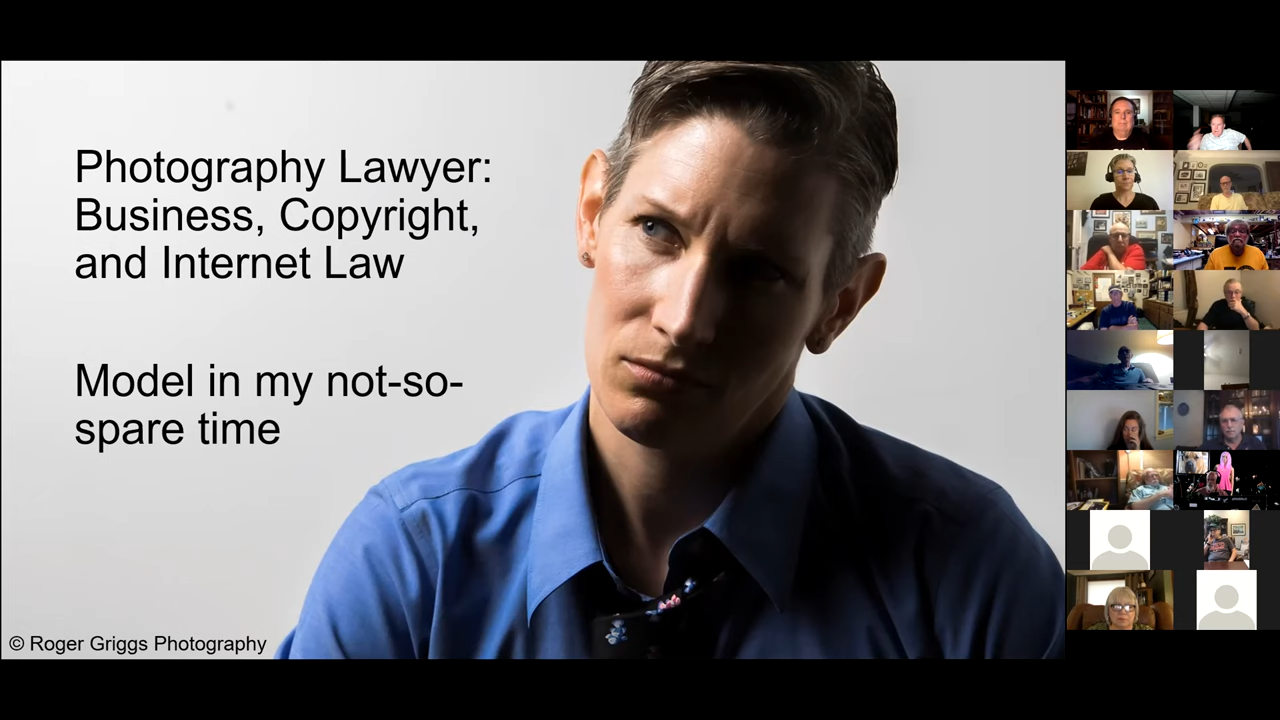 Photography Lawyer:
Business, Copyright,
and Internet Law
Model in my not-so-
spare time
© Roger Griggs Photography